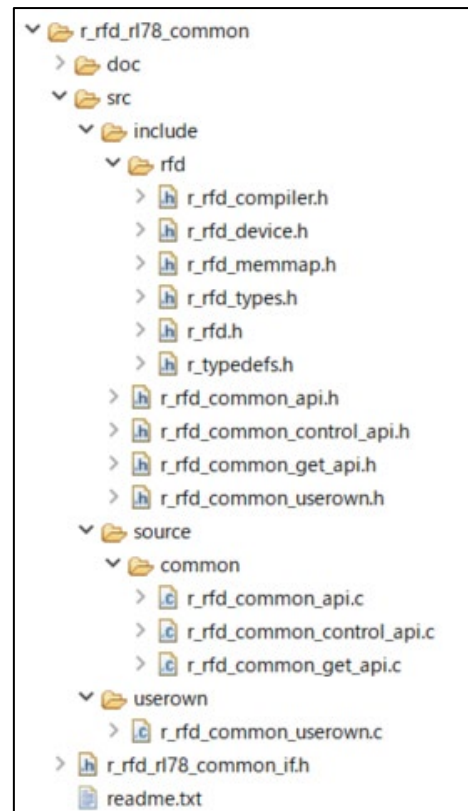 r_rfd_rl78_common
doc
src
include
rfd
r_rfd_compiler.h
r_rfd_device.h
r_rfd_memmap.h
r_rfd_types.h
r_rfd.h
r_typedefs.h
r_rfd_common_api.h
r_rfd_common_control_api.h
r_rfd_common_get_api.h
r_rfd_common_userown.h
source
common
r_rfd_common_api.c
r_rfd_common_control_api.c
r_rfd_common_get_api.c
userown
r_rfd_common_userown.c
r_rfd_rl78_common_if.h
readme.txt